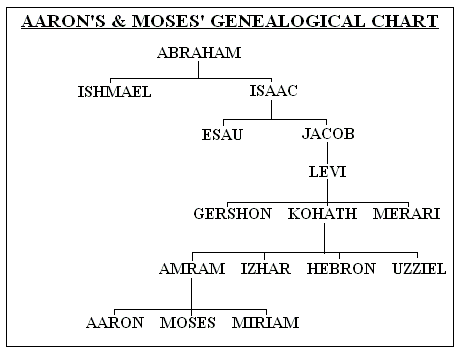 AARON'S & MOSES' GENEALOGICAL CHART
ABRAHAM
ISHMAEL ISAAC
ESAU JACOB
LEVI
GERSHON KOHATH MERARI
AMRAM IZHAR HEBRON UZZIEL
AARON MOSES MIRIAM